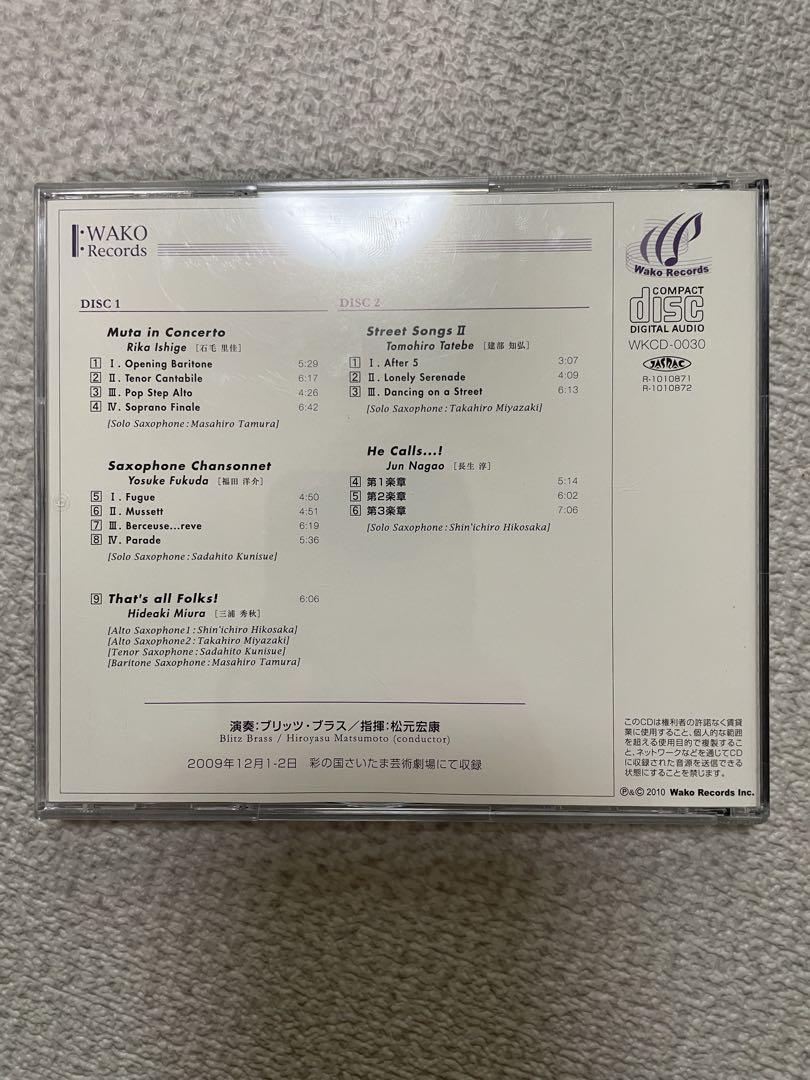 WAKO
Records
DISC 1
Muta in Concerto
Rika Ishige [石毛 里佳]
1 Ⅰ. Opening Baritone 5:29
2 Ⅱ. Tenor Cantabile 6:17
3 Ⅲ. Pop Step Alto 4:26
4 Ⅳ. Soprano Finale 6:42
[Solo Saxophone : Masahiro Tamura]
Saxophone Chansonnet
Yosuke Fukuda [福田 洋介]
5 Ⅰ. Fugue 4:50
6 Ⅱ. Mussett 4:51
7 Ⅲ. Berceuse...reve 6:19
8 Ⅳ. Parade 5:36
[Solo Saxophone : Sadahito Kunisue]
9 That's all Folks! 6:06
Hideaki Miura [三浦 秀秋]
[Alto Saxophone1 : Shin'ichiro Hikosaka]
[Alto Saxophone2 : Takahiro Miyazaki]
[Tenor Saxophone : Sadahito Kunisue]
[Baritone Saxophone : Masahiro Tamura]
DISC 2
Street Songs Ⅱ
Tomohiro Tatebe [建部 知弘]
1 Ⅰ. After 5 3:07
2 Ⅱ. Lonely Serenade 4:09
3 Ⅲ. Dancing on a Street 6:13
[Solo Saxophone : Takahiro Miyazaki]
He Calls...!
Jun Nagao [長生 淳]
4 第1楽章 5:14
5 第2楽章 6:02
6 第3楽章 7:06
[Solo Saxophone : Shin'ichiro Hikosaka]
演奏：ブリッツ・ブラス／指揮：松元宏康
Blitz Brass / Hiroyasu Matsumoto (conductor)
2009年12月1-2日 彩の国さいたま芸術劇場にて収録
Wako Records
COMPACT
disc
DIGITAL AUDIO
WKCD-0030
JASRAC
R-1010871
R-1010872
このCDは権利者の許諾なく賃貸
業に使用すること、個人的な範囲
を超える使用目的で複製するこ
と、ネットワークなどを通じてCD
に収録された音源を送信できる
状態にすることを禁じます。
Ⓟ&Ⓒ 2010 Wako Records Inc.